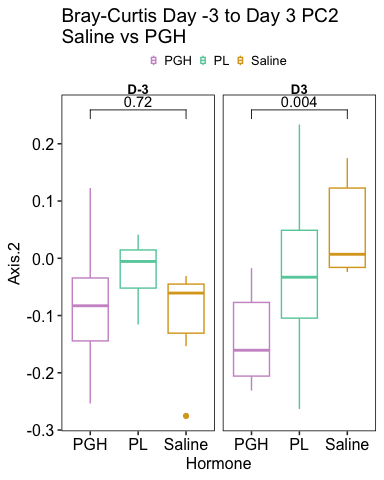 Bray-Curtis Day -3 to Day 3 PC2
Saline vs PGH
PGH PL Saline
D-3 D3
0.72 0.004
Axis.2
0.2
0.1
0.0
-0.1
-0.2
-0.3
PGH PL Saline PGH PL Saline
Hormone